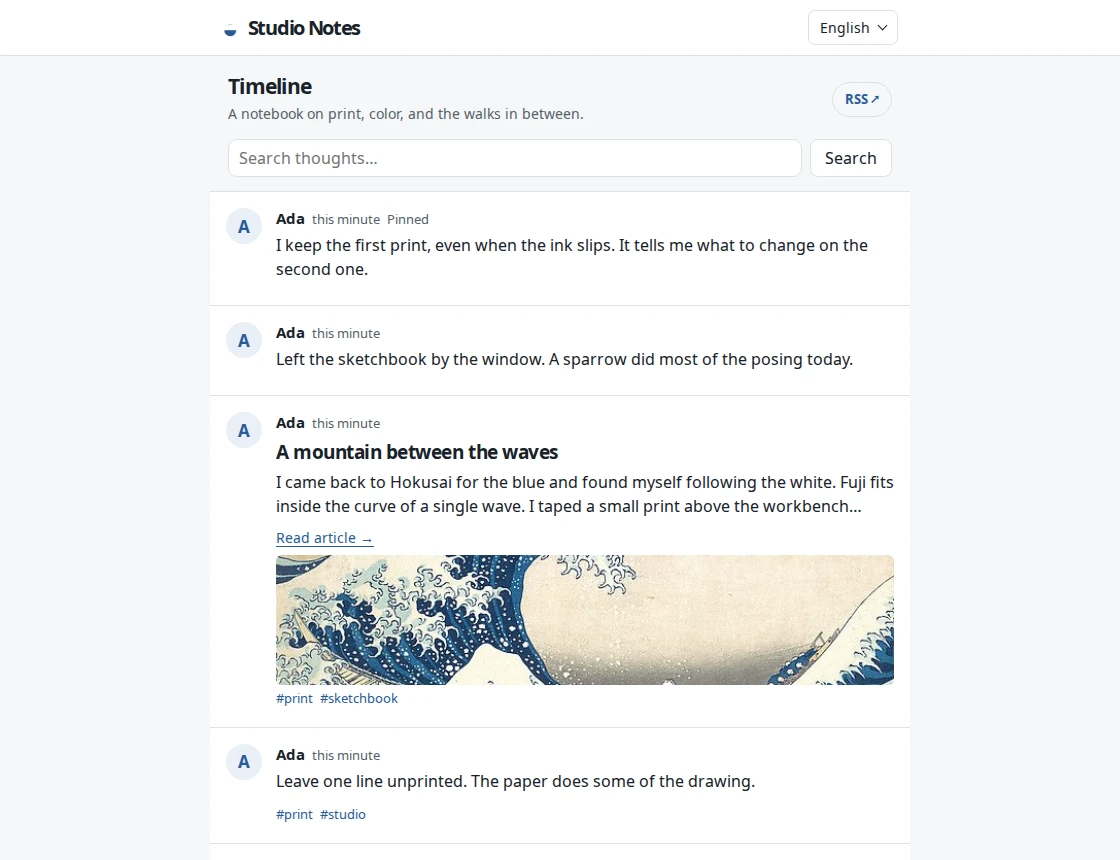 Studio Notes
English
Timeline
A notebook on print, color, and the walks in between.
RSS↗
Search thoughts...
Search
A
Ada this minute Pinned
I keep the first print, even when the ink slips. It tells me what to change on the
second one.
A
Ada this minute
Left the sketchbook by the window. A sparrow did most of the posing today.
A
Ada this minute
A mountain between the waves
I came back to Hokusai for the blue and found myself following the white. Fuji fits
inside the curve of a single wave. I taped a small print above the workbench...
Read article →
#print #sketchbook
A
Ada this minute
Leave one line unprinted. The paper does some of the drawing.
#print #studio